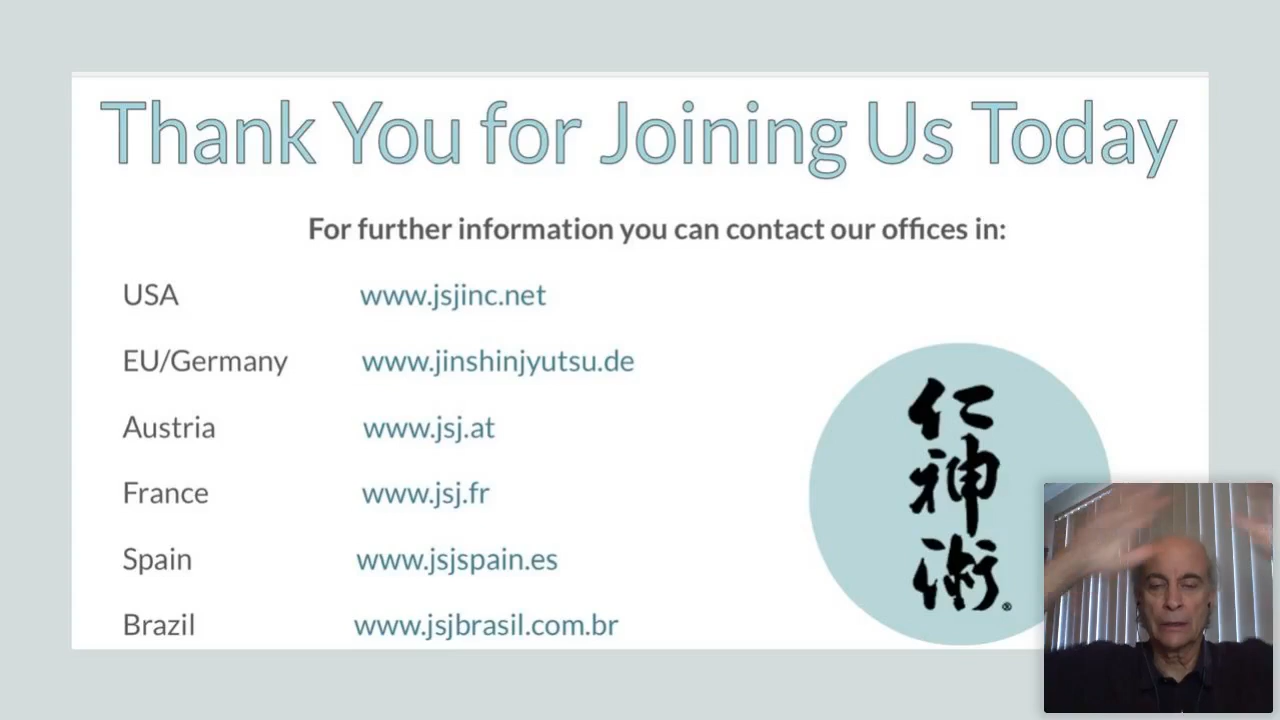 Thank You for Joining Us Today
For further information you can contact our offices in:
USA www.jsjinc.net
EU/Germany www.jinshinjyutsu.de
Austria www.jsj.at
France www.jsj.fr
Spain www.jsjspain.es
Brazil www.jsjbrasil.com.br
仁
神
術
®